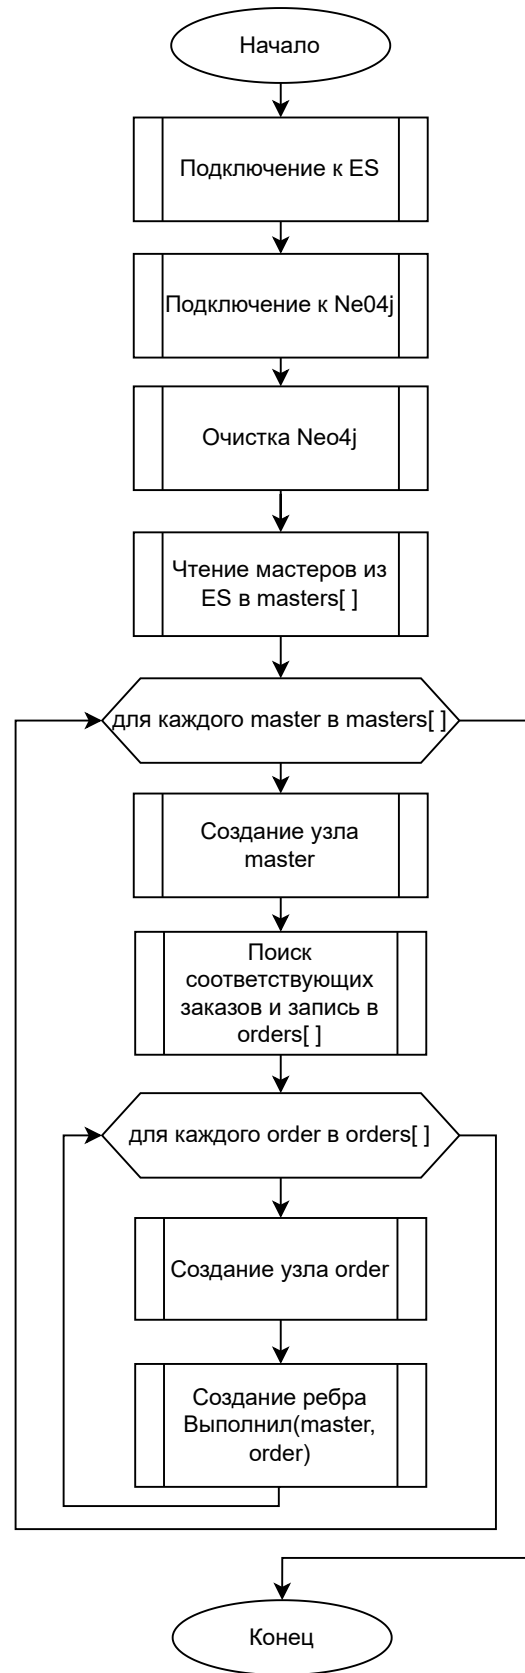 Начало
Подключение к ES
Подключение к Ne04j
Очистка Neo4j
Чтение мастеров из
ES в masters[ ]
для каждого master в masters[ ]
Создание узла
master
Поиск
соответствующих
заказов и запись в
orders[ ]
для каждого order в orders[ ]
Создание узла order
Создание ребра
Выполнил(master,
order)
Конец